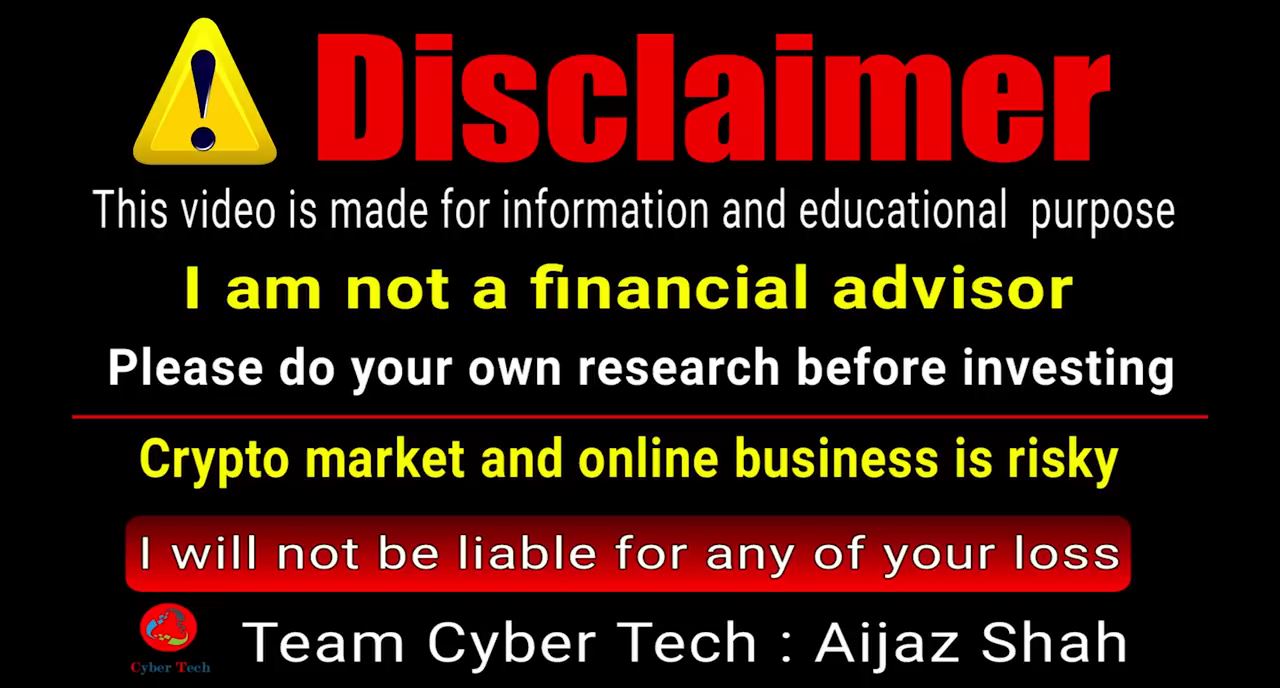 Disclaimer
This video is made for information and educational purpose
I am not a financial advisor
Please do your own research before investing
Crypto market and online business is risky
I will not be liable for any of your loss
Team Cyber Tech : Aijaz Shah
Cyber Tech